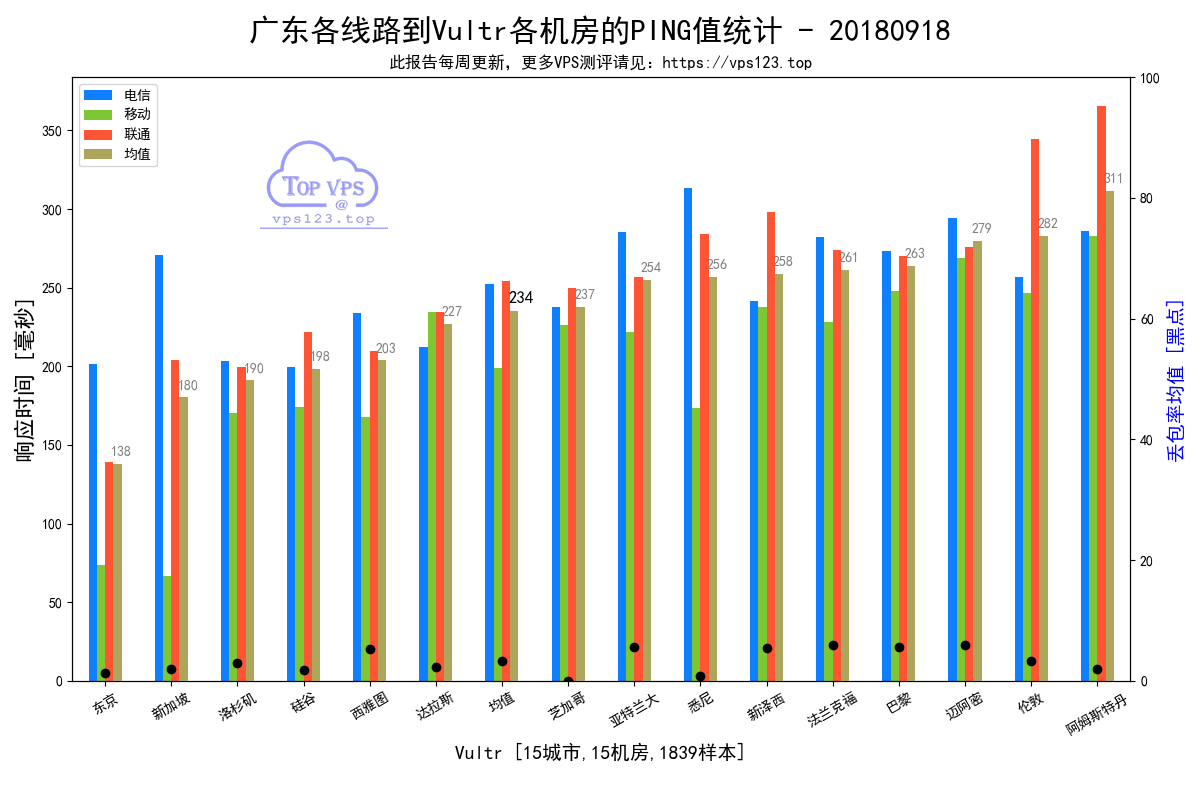 广东各线路到Vultr各机房的PING值统计 - 20180918
此报告每周更新，更多VPS测评请见：https://vps123.top
电信
移动
联通
均值
TOP VPS
@
vps123.top
响应时间 [毫秒]
350
300
250
200
150
100
50
0
138
180
190
198
203
227
234
237
254
256
258
261
263
279
282
311
100
80
60
40
20
0
丢包率均值 [黑点]
东京
新加坡
洛杉矶
硅谷
西雅图
达拉斯
均值
芝加哥
亚特兰大
悉尼
新泽西
法兰克福
巴黎
迈阿密
伦敦
阿姆斯特丹
Vultr [15城市,15机房,1839样本]